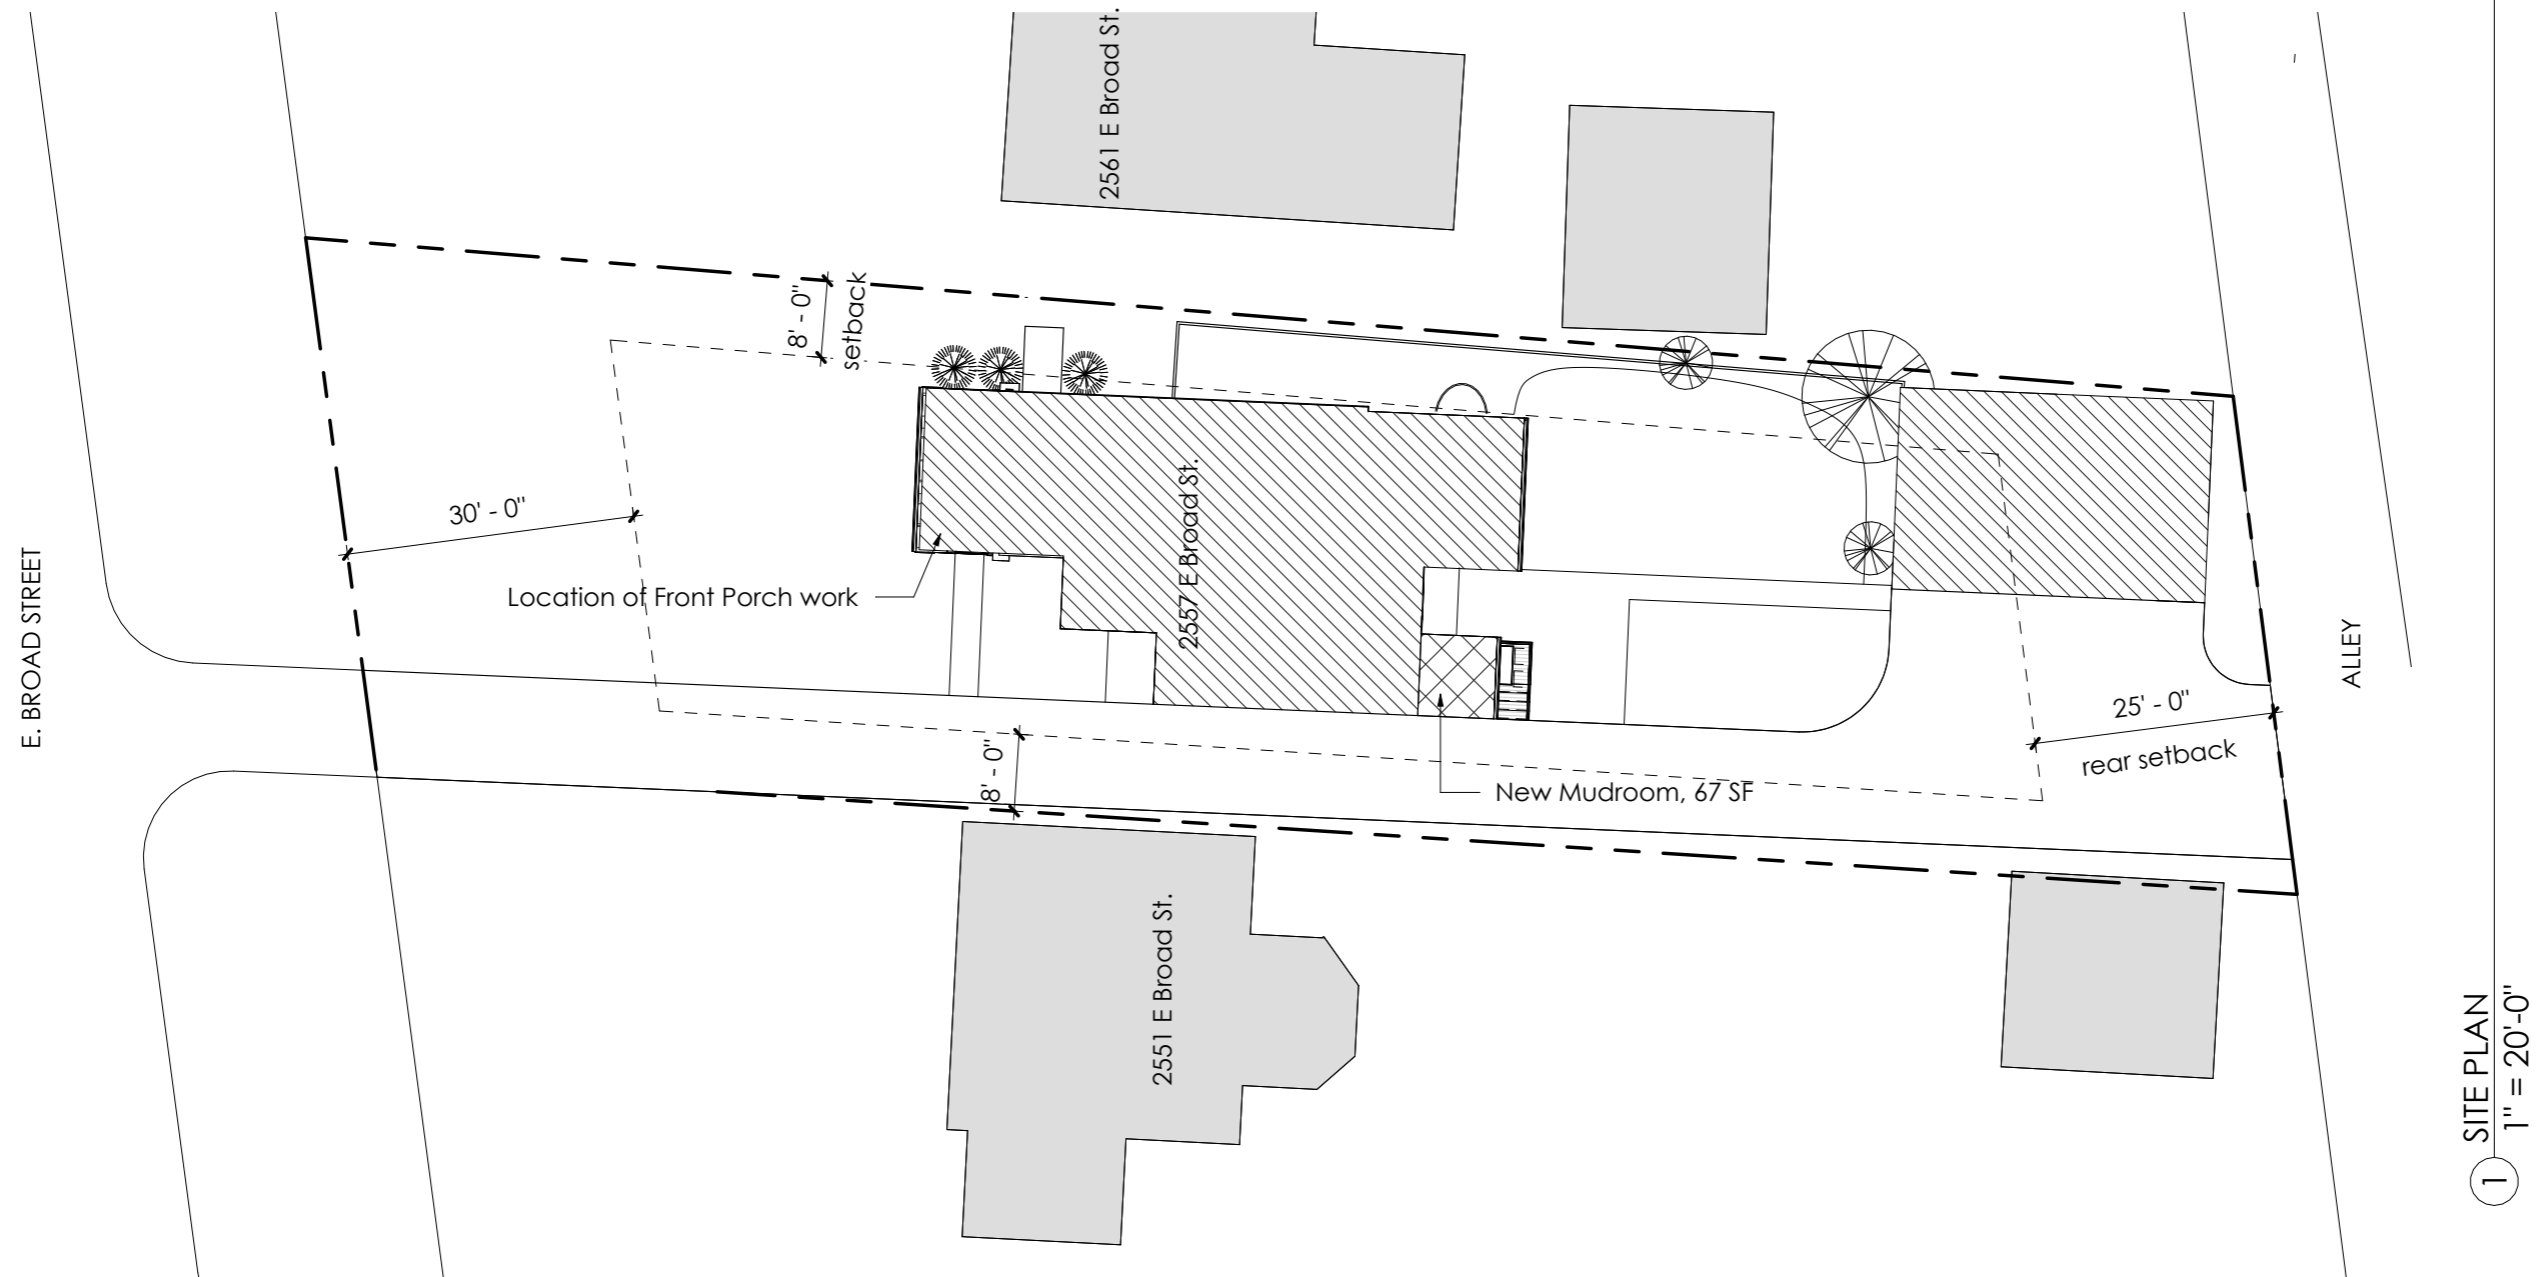 2561 E Broad St.
8' - 0"
setback
30' - 0"
2557 E Broad St.
Location of Front Porch work
E. BROAD STREET
ALLEY
25' - 0"
rear setback
8' - 0"
New Mudroom, 67 SF
2551 E Broad St.
1
SITE PLAN
1" = 20'-0"